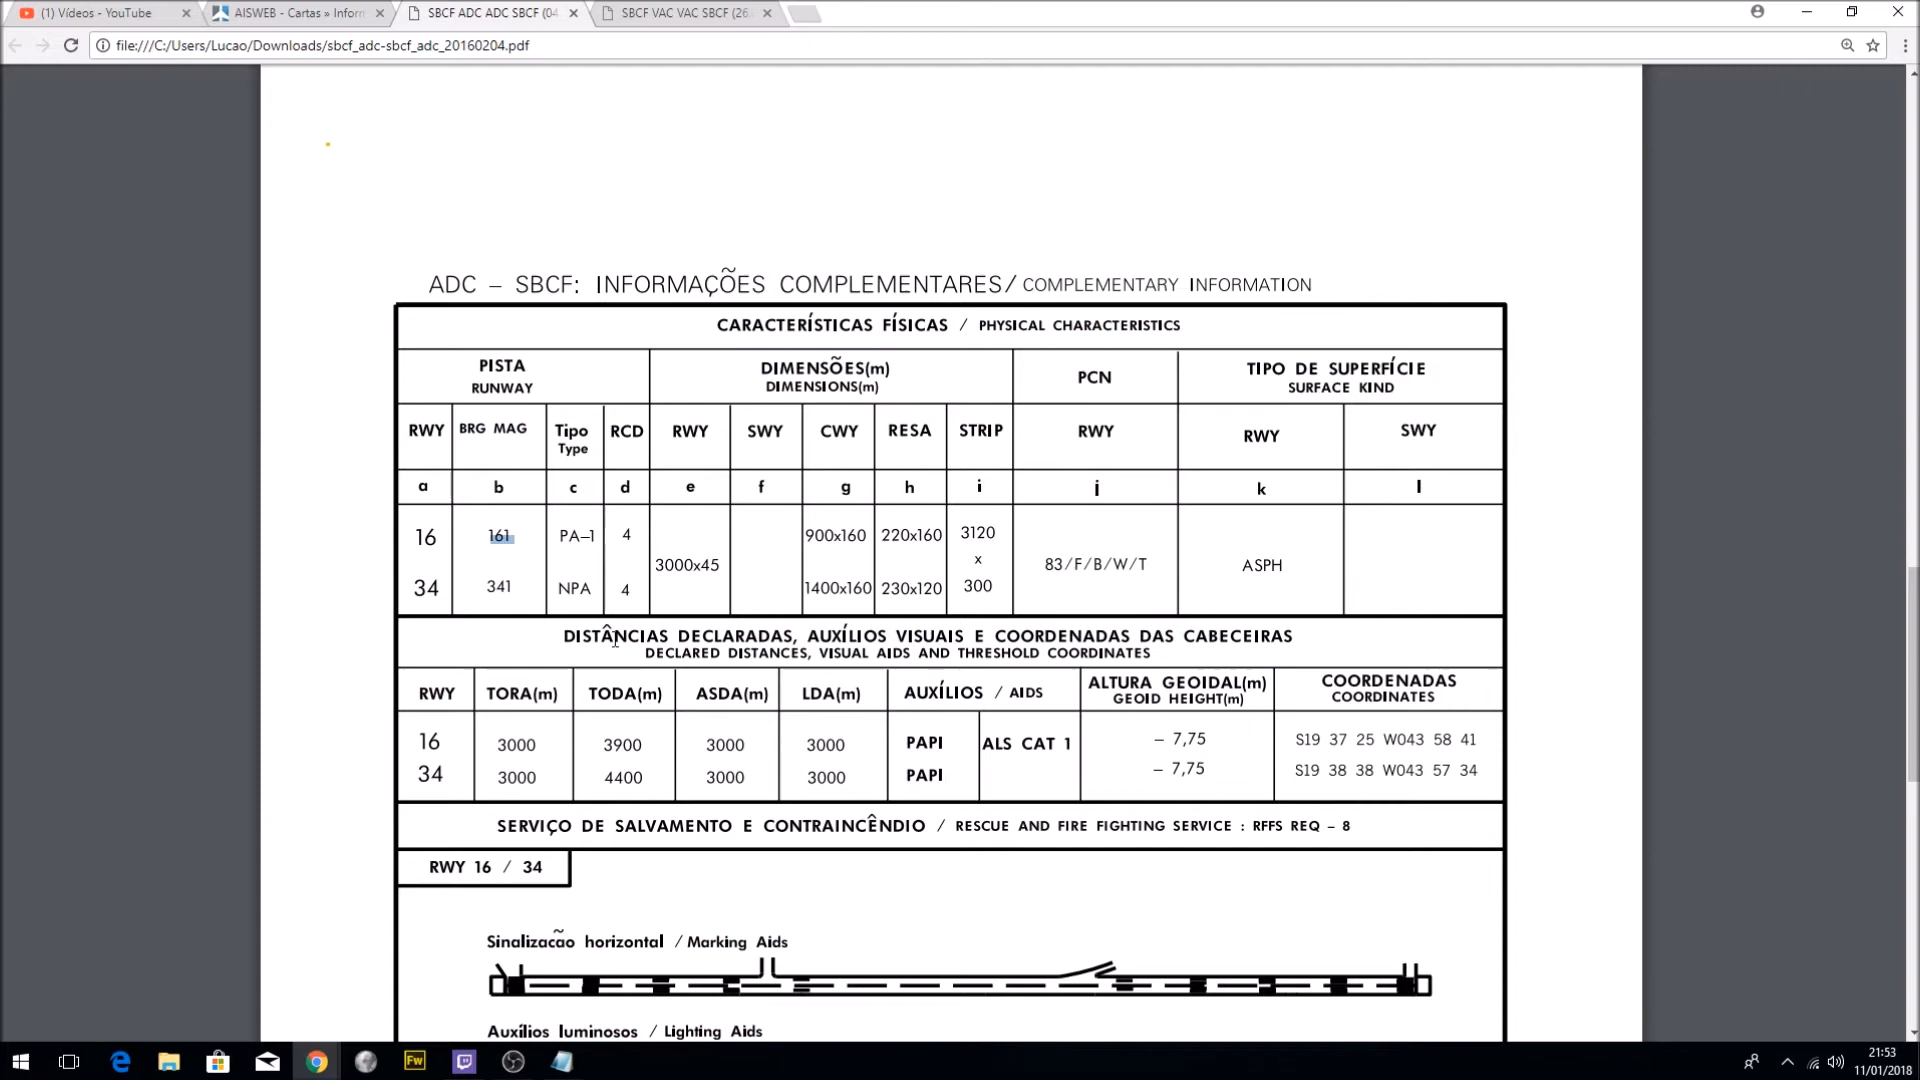 (1) Vídeos - YouTube
AISWEB - Cartas » Inform
SBCF ADC ADC SBCF (04
SBCF VAC VAC SBCF (26.
file:///C:/Users/Lucao/Downloads/sbcf_adc-sbcf_adc_20160204.pdf
ADC – SBCF: INFORMAÇÕES COMPLEMENTARES/ COMPLEMENTARY INFORMATION
CARACTERÍSTICAS FÍSICAS / PHYSICAL CHARACTERISTICS
PISTA DIMENSÕES(m) PCN TIPO DE SUPERFÍCIE
RUNWAY DIMENSIONS(m) SURFACE KIND
RWY BRG MAG Tipo RCD RWY SWY CWY RESA STRIP RWY RWY SWY
Type
a b c d e f g h i j k l
16 161 PA–1 4 900x160 220x160 3120
3000x45 x 83/F/B/W/T ASPH
34 341 NPA 4 1400x160 230x120 300
DISTÂNCIAS DECLARADAS, AUXÍLIOS VISUAIS E COORDENADAS DAS CABECEIRAS
DECLARED DISTANCES, VISUAL AIDS AND THRESHOLD COORDINATES
RWY TORA(m) TODA(m) ASDA(m) LDA(m) AUXÍLIOS / AIDS ALTURA GEOIDAL(m) COORDENADAS
GEOID HEIGHT(m) COORDINATES
16 3000 3900 3000 3000 PAPI ALS CAT 1 – 7,75 S19 37 25 W043 58 41
34 3000 4400 3000 3000 PAPI – 7,75 S19 38 38 W043 57 34
SERVIÇO DE SALVAMENTO E CONTRAINCÊNDIO / RESCUE AND FIRE FIGHTING SERVICE : RFFS REQ – 8
RWY 16 / 34
Sinalizacão horizontal / Marking Aids
Auxílios luminosos / Lighting Aids
Fw
21:53
11/01/2018